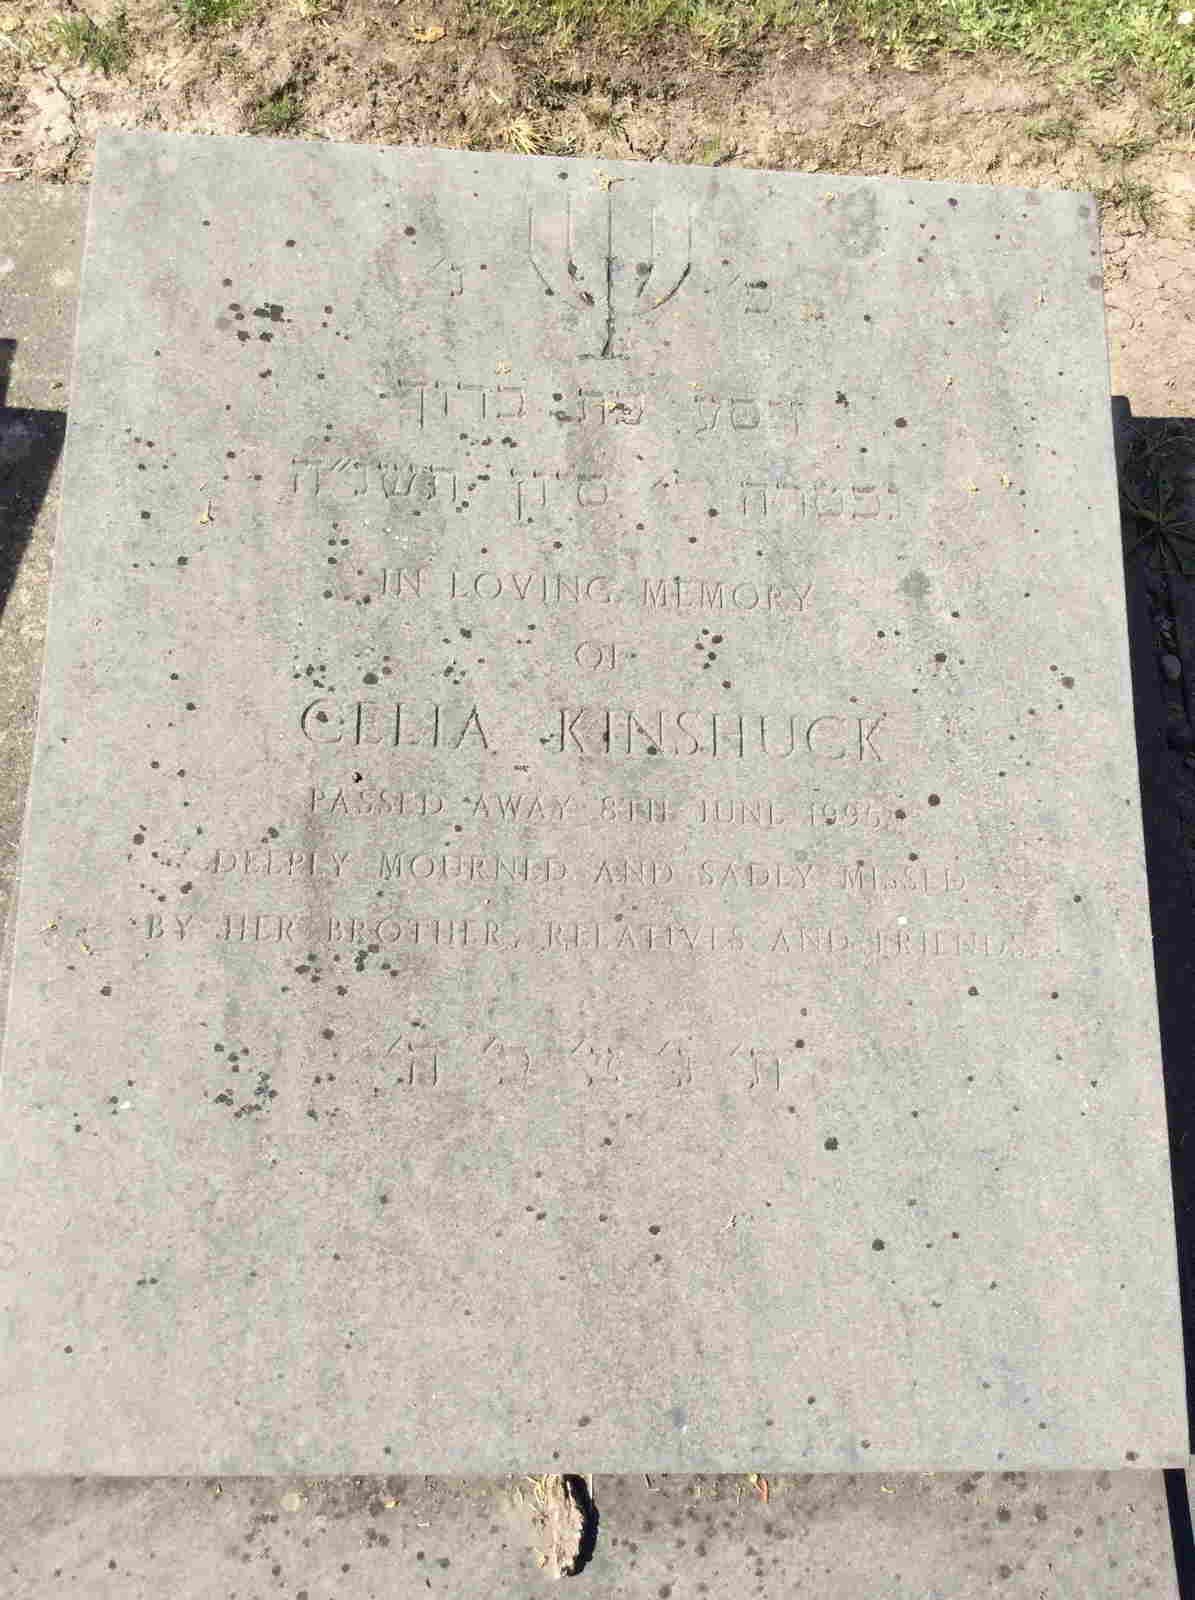 פ' נ'
בת ברוך
נפטרה י' סיון התשנ״ה
IN LOVING MEMORY
OF
CELIA KINSHUCK
PASSED AWAY 8TH JUNE 1995
DEEPLY MOURNED AND SADLY MISSED
BY HER BROTHER, RELATIVES AND FRIENDS.
ת' נ' צ' ב' ה'